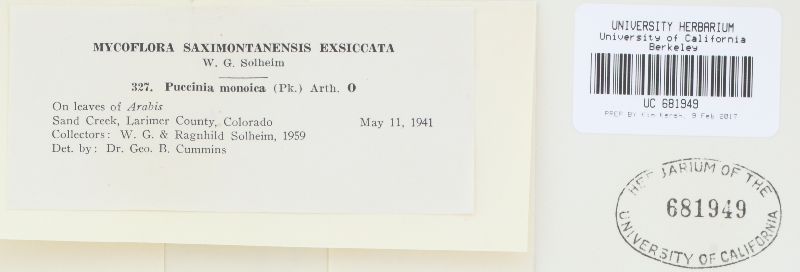 MYCOFLORA SAXIMONTANENSIS EXSICCATA
W. G. Solheim
327. Puccinia monoica (Pk.) Arth. O
On leaves of Arabis
Sand Creek, Larimer County, Colorado May 11, 1941
Collectors: W. G. & Ragnhild Solheim, 1959
Det. by: Dr. Geo. B. Cummins
UNIVERSITY HERBARIUM
University of California
Berkeley
UC 681949
PREP BY Kim Kersh, 9 Feb 2017
HERBARIUM OF THE
681949
UNIVERSITY OF CALIFORNIA